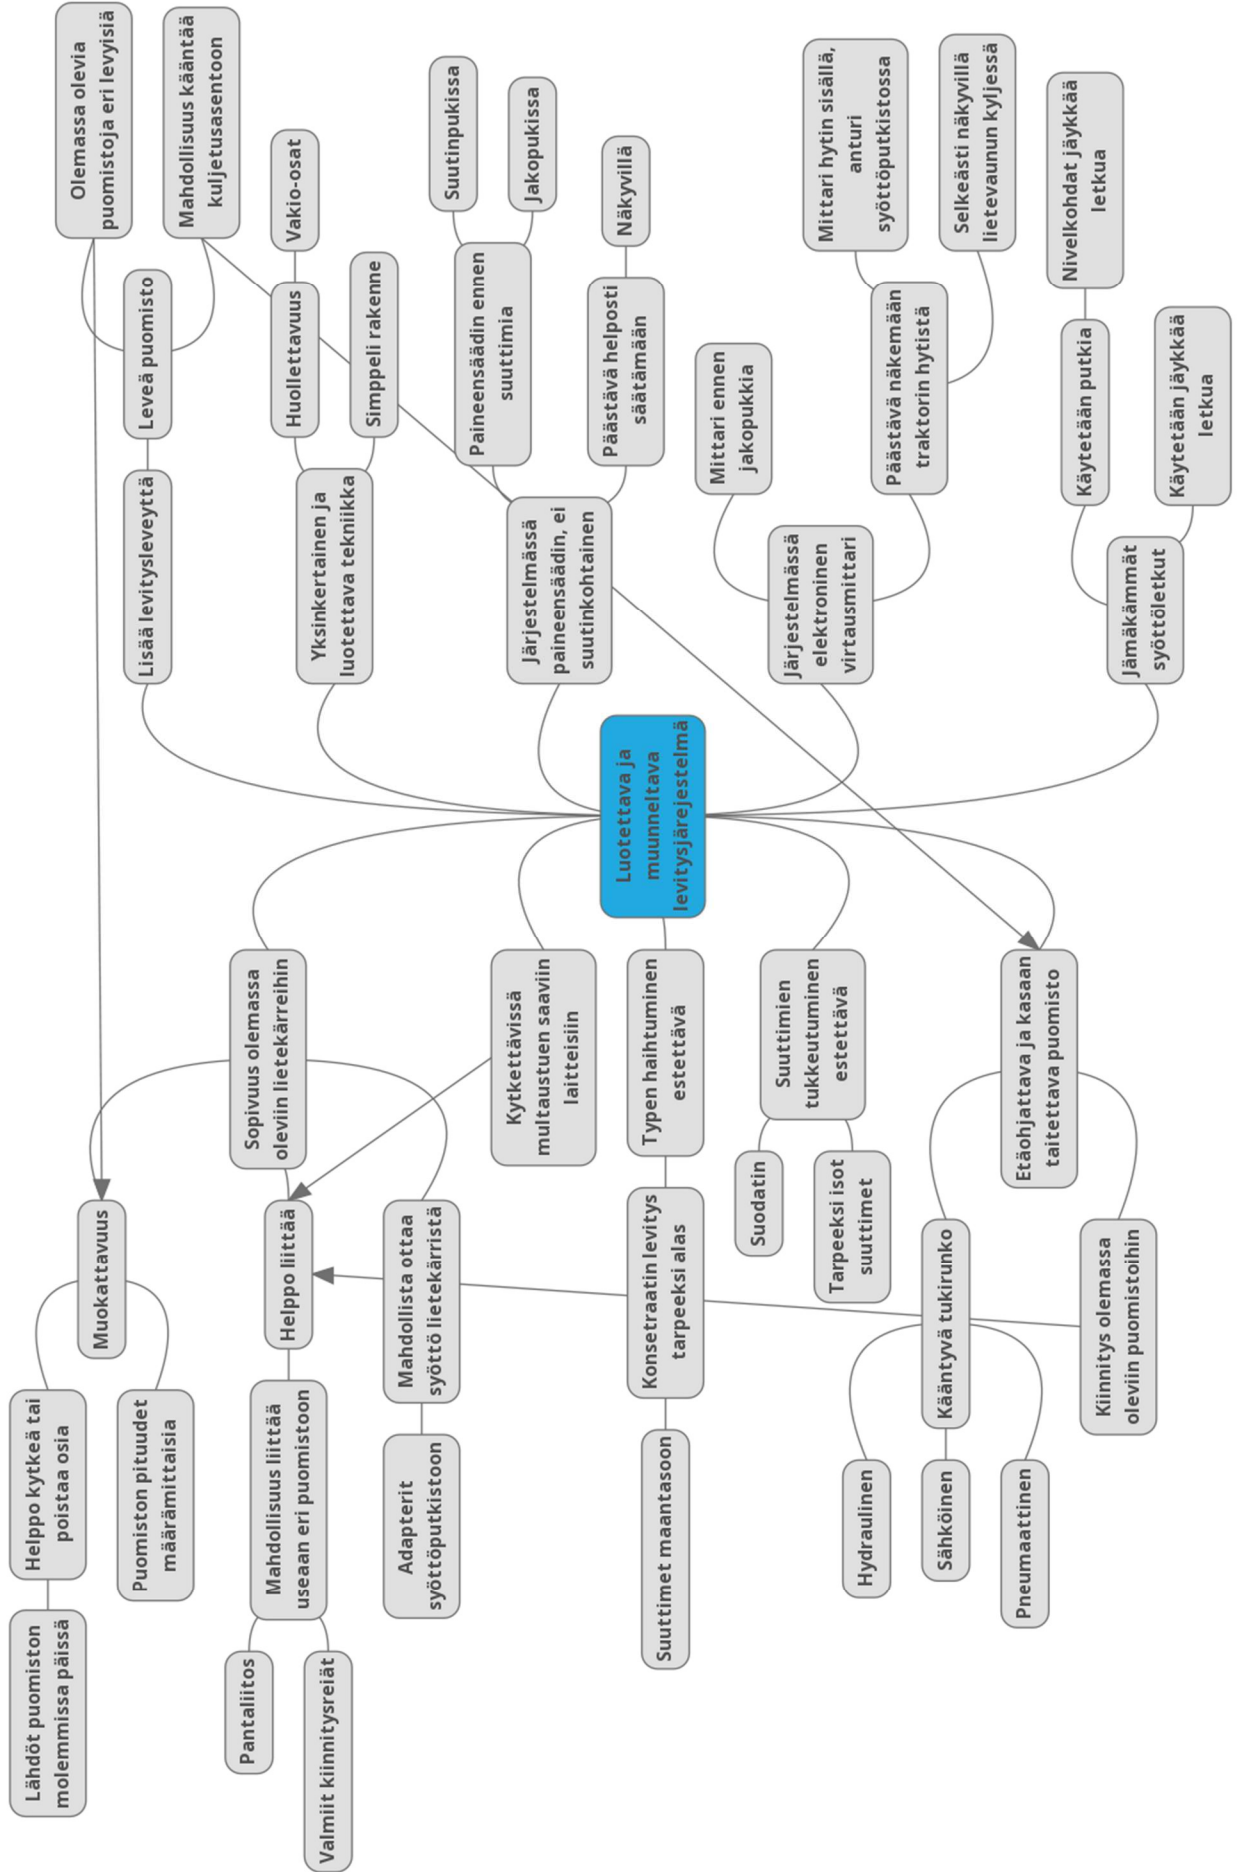 Luotettava ja
muunneltava
levitysjärejestelmä
Lisää levitysleveyttä
Leveä puomisto
Olemassa olevia
puomistoja eri levyisiä
Mahdollisuus kääntää
kuljetusasentoon
Yksinkertainen ja
luotettava tekniikka
Huollettavuus
Vakio-osat
Simppeli rakenne
Järjestelmässä
paineensäädin, ei
suutinkohtainen
Paineensäädin ennen
suuttimia
Suutinpukissa
Jakopukissa
Päästävä helposti
säätämään
Näkyvillä
Järjestelmässä
elektroninen
virtausmittari
Mittari ennen
jakopukkia
Päästävä näkemään
traktorin hytistä
Mittari hytin sisällä,
anturi
syöttöputkistossa
Selkeästi näkyvillä
lietevaunun kyljessä
Jämäkämmät
syöttöletkut
Käytetään putkia
Nivelkohdat jäykkää
letkua
Käytetään jäykkää
letkua
Sopivuus olemassa
oleviin lietekärreihin
Muokattavuus
Helppo kytkeä tai
poistaa osia
Lähdöt puomiston
molemmissa päissä
Puomiston pituudet
määrämittaisia
Helppo liittää
Mahdollisuus liittää
useaan eri puomistoon
Pantaliitos
Valmiit kiinnitysreiät
Mahdollista ottaa
syöttö lietekärristä
Adapterit
syöttöputkistoon
Kytkettävissä
multaustuen saaviin
laitteisiin
Typen haihtuminen
estettävä
Konsetraatin levitys
tarpeeksi alas
Suuttimet maantasoon
Suuttimien
tukkeutuminen
estettävä
Suodatin
Tarpeeksi isot
suuttimet
Etäohjattava ja kasaan
taitettava puomisto
Kääntyvä tukirunko
Hydraulinen
Sähköinen
Pneumaattinen
Kiinnitys olemassa
oleviin puomistoihin